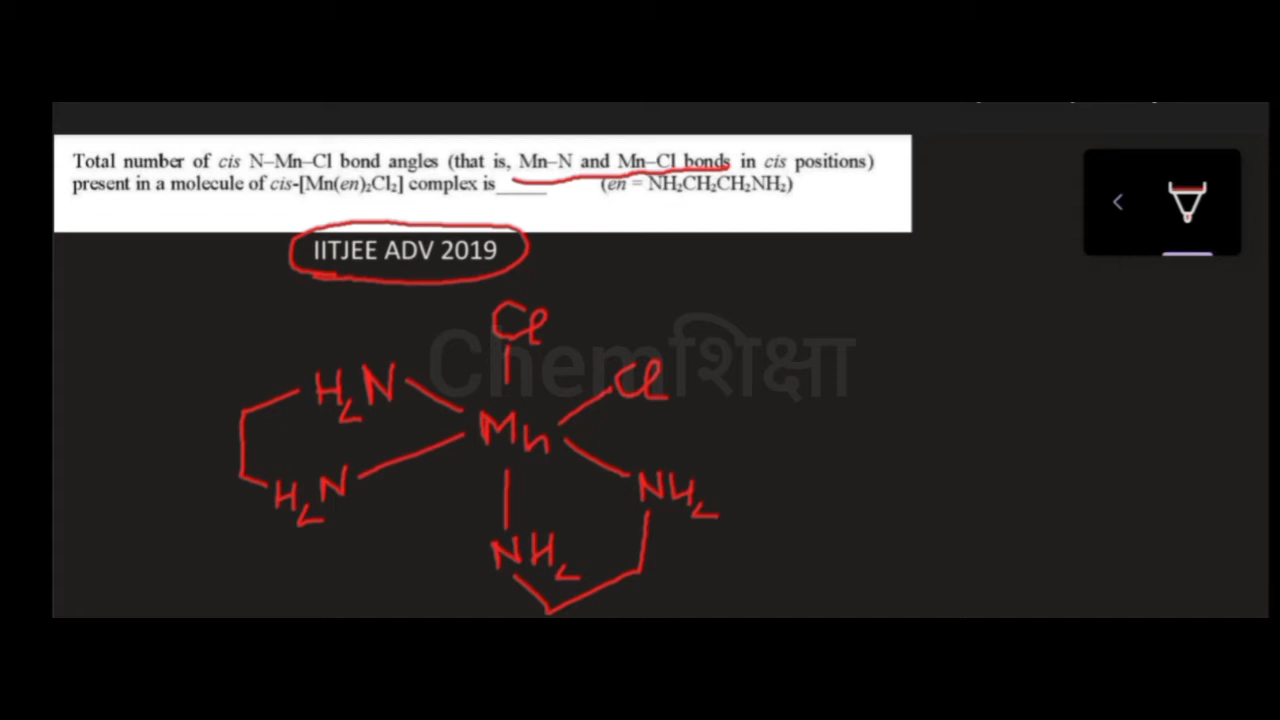 Total number of cis N–Mn–Cl bond angles (that is, Mn–N and Mn–Cl bonds in cis positions)
present in a molecule of cis-[Mn(en)₂Cl₂] complex is_____ (en = NH₂CH₂CH₂NH₂)
IITJEE ADV 2019
Chemशिक्षा
Cl
H₂N Cl
Mn
H₂N NH₂
NH₂